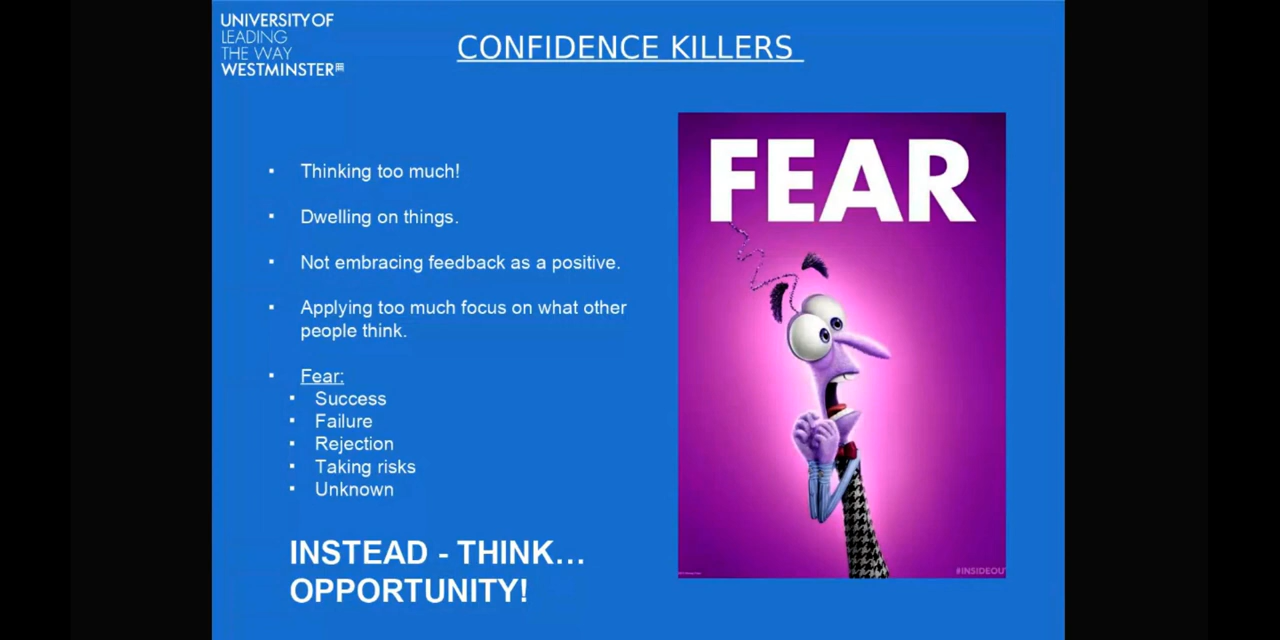 UNIVERSITY OF
LEADING
THE WAY
WESTMINSTER
CONFIDENCE KILLERS
Thinking too much!
Dwelling on things.
Not embracing feedback as a positive.
Applying too much focus on what other
people think.
Fear:
Success
Failure
Rejection
Taking risks
Unknown
INSTEAD - THINK...
OPPORTUNITY!
FEAR
#INSIDEOU